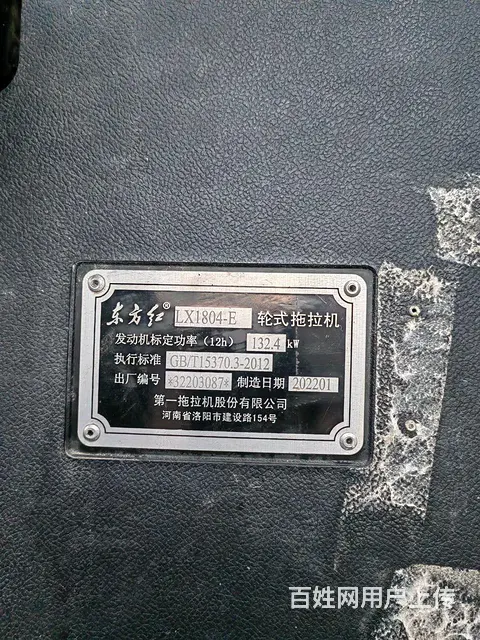 东方红® LX1804-E 轮式拖拉机
发动机标定功率（12h） 132.4 kW
执行标准 GB/T15370.3-2012
出厂编号 *32203087* 制造日期 202201
第一拖拉机股份有限公司
河南省洛阳市建设路154号
百姓网用户上传